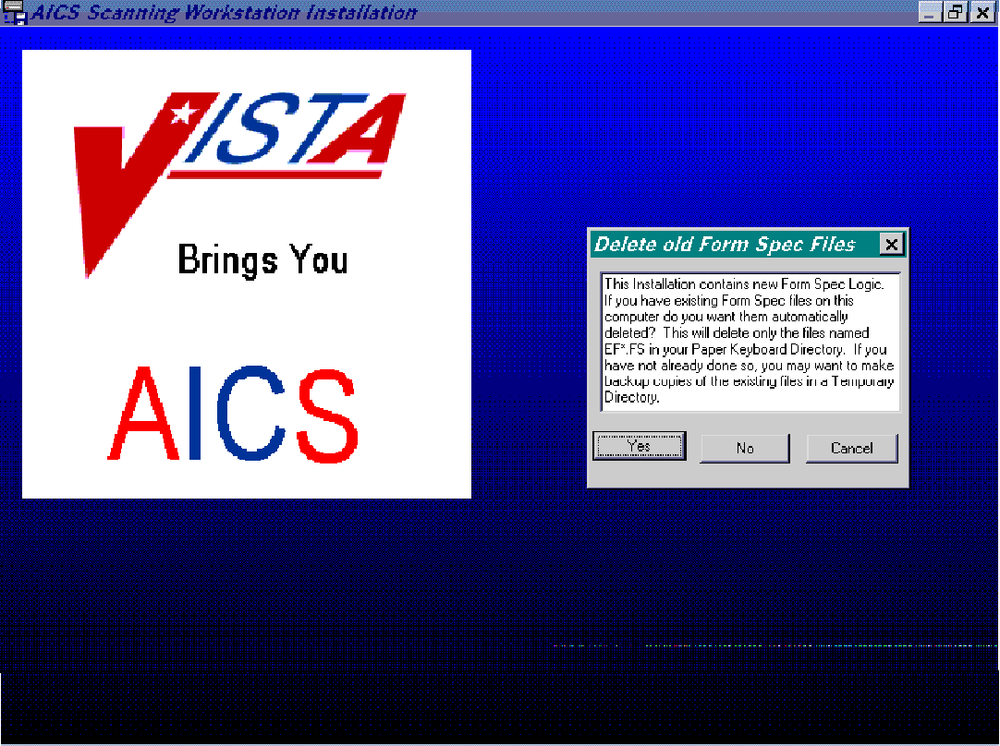 AICS Scanning Workstation Installation
VISTA
Brings You
AICS
Delete old Form Spec Files
This Installation contains new Form Spec Logic.
If you have existing Form Spec files on this
computer do you want them automatically
deleted? This will delete only the files named
EF*.FS in your Paper Keyboard Directory. If you
have not already done so, you may want to make
backup copies of the existing files in a Temporary
Directory.
Yes
No
Cancel